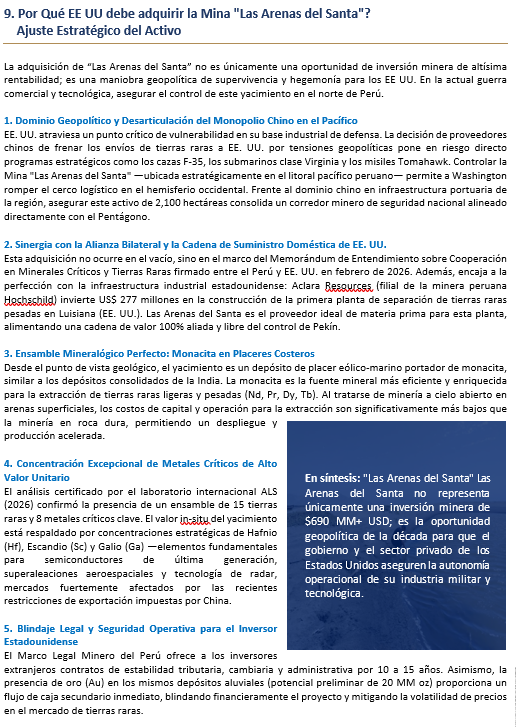 9. Por Qué EE UU debe adquirir la Mina "Las Arenas del Santa"?
Ajuste Estratégico del Activo
La adquisición de “Las Arenas del Santa” no es únicamente una oportunidad de inversión minera de altísima
rentabilidad; es una maniobra geopolítica de supervivencia y hegemonía para los EE UU. En la actual guerra
comercial y tecnológica, asegurar el control de este yacimiento en el norte de Perú.
1. Dominio Geopolítico y Desarticulación del Monopolio Chino en el Pacífico
EE. UU. atraviesa un punto crítico de vulnerabilidad en su base industrial de defensa. La decisión de proveedores
chinos de frenar los envíos de tierras raras a EE. UU. por tensiones geopolíticas pone en riesgo directo
programas estratégicos como los cazas F-35, los submarinos clase Virginia y los misiles Tomahawk. Controlar la
Mina "Las Arenas del Santa" —ubicada estratégicamente en el litoral pacífico peruano— permite a Washington
romper el cerco logístico en el hemisferio occidental. Frente al dominio chino en infraestructura portuaria de
la región, asegurar este activo de 2,100 hectáreas consolida un corredor minero de seguridad nacional alineado
directamente con el Pentágono.
2. Sinergia con la Alianza Bilateral y la Cadena de Suministro Doméstica de EE. UU.
Esta adquisición no ocurre en el vacío, sino en el marco del Memorándum de Entendimiento sobre Cooperación
en Minerales Críticos y Tierras Raras firmado entre el Perú y EE. UU. en febrero de 2026. Además, encaja a la
perfección con la infraestructura industrial estadounidense: Aclara Resources (filial de la minera peruana
Hochschild) invierte US$ 277 millones en la construcción de la primera planta de separación de tierras raras
pesadas en Luisiana (EE. UU.). Las Arenas del Santa es el proveedor ideal de materia prima para esta planta,
alimentando una cadena de valor 100% aliada y libre del control de Pekín.
3. Ensamble Mineralógico Perfecto: Monacita en Placeres Costeros
Desde el punto de vista geológico, el yacimiento es un depósito de placer eólico-marino portador de monacita,
similar a los depósitos consolidados de la India. La monacita es la fuente mineral más eficiente y enriquecida
para la extracción de tierras raras ligeras y pesadas (Nd, Pr, Dy, Tb). Al tratarse de minería a cielo abierto en
arenas superficiales, los costos de capital y operación para la extracción son significativamente más bajos que
la minería en roca dura, permitiendo un despliegue y
producción acelerada.
4. Concentración Excepcional de Metales Críticos de Alto
Valor Unitario
El análisis certificado por el laboratorio internacional ALS
(2026) confirmó la presencia de un ensamble de 15 tierras
raras y 8 metales críticos clave. El valor in-situ del yacimiento
está respaldado por concentraciones estratégicas de Hafnio
(Hf), Escandio (Sc) y Galio (Ga) —elementos fundamentales
para semiconductores de última generación,
superaleaciones aeroespaciales y tecnología de radar,
mercados fuertemente afectados por las recientes
restricciones de exportación impuestas por China.
En síntesis: "Las Arenas del Santa" Las
Arenas del Santa no representa
únicamente una inversión minera de
$690 MM+ USD; es la oportunidad
geopolítica de la década para que el
gobierno y el sector privado de los
Estados Unidos aseguren la autonomía
operacional de su industria militar y
tecnológica.
5. Blindaje Legal y Seguridad Operativa para el Inversor
Estadounidense
El Marco Legal Minero del Perú ofrece a los inversores
extranjeros contratos de estabilidad tributaria, cambiaria y administrativa por 10 a 15 años. Asimismo, la
presencia de oro (Au) en los mismos depósitos aluviales (potencial preliminar de 20 MM oz) proporciona un
flujo de caja secundario inmediato, blindando financieramente el proyecto y mitigando la volatilidad de precios
en el mercado de tierras raras.